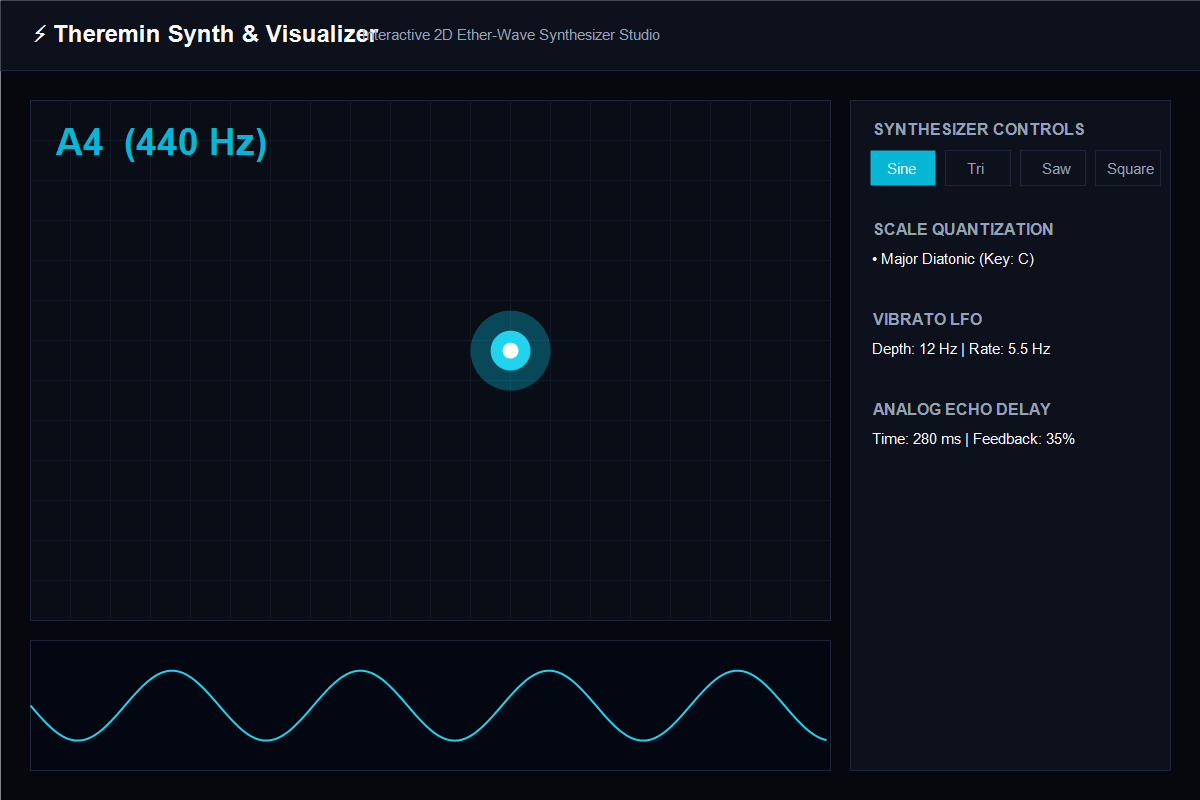 ⚡ Theremin Synth & Visualizer Interactive 2D Ether-Wave Synthesizer Studio
A4 (440 Hz)
SYNTHESIZER CONTROLS
Sine Tri Saw Square
SCALE QUANTIZATION
• Major Diatonic (Key: C)
VIBRATO LFO
Depth: 12 Hz | Rate: 5.5 Hz
ANALOG ECHO DELAY
Time: 280 ms | Feedback: 35%